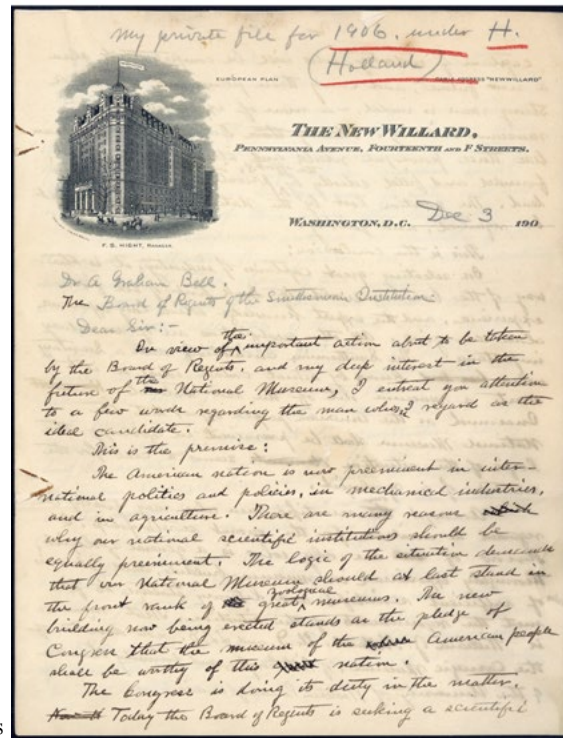 My private file for 1906, under H.
(Holland)
EUROPEAN PLAN
CABLE ADDRESS "NEWWILLARD"
THE NEW WILLARD,
PENNSYLVANIA AVENUE, FOURTEENTH AND F STREETS.
WASHINGTON, D.C. Dec 3 190
F. S. HIGHT, MANAGER
Dr. A Graham Bell.
The Board of Regents of the Smithsonian Institution.
Dear Sir:-
In view of the important action about to be taken
by the Board of Regents, and my deep interest in the
future of the National Museum, I entreat your attention
to a few words regarding the man whom I regard as the
ideal candidate.
This is the premise:
The American nation is now preeminent in inter-
national politics and policies, in mechanical industries,
and in agriculture. There are many reasons
why our national scientific institutions should be
equally preeminent. The logic of the situation demands
that our National Museum should at last stand in
the front rank of great zoological museums. The new
building now being erected stands as the pledge of
Congress that the museum of the American people
shall be worthy of this nation.
The Congress is doing its duty in the matter.
Today the Board of Regents is seeking a scientific
s